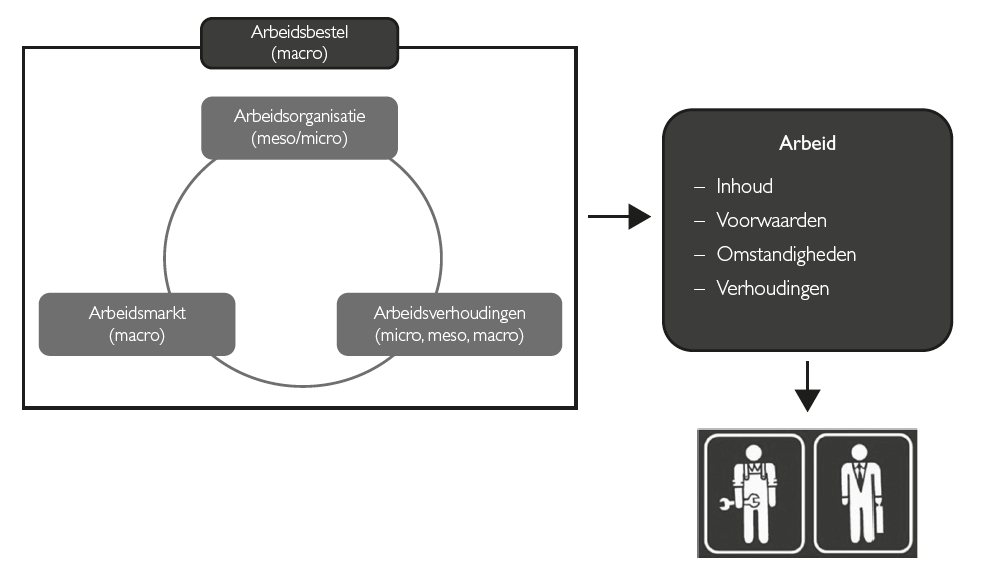 Arbeidsbestel
(macro)
Arbeidsorganisatie
(meso/micro)
Arbeidsmarkt
(macro)
Arbeidsverhoudingen
(micro, meso, macro)
Arbeid
– Inhoud
– Voorwaarden
– Omstandigheden
– Verhoudingen